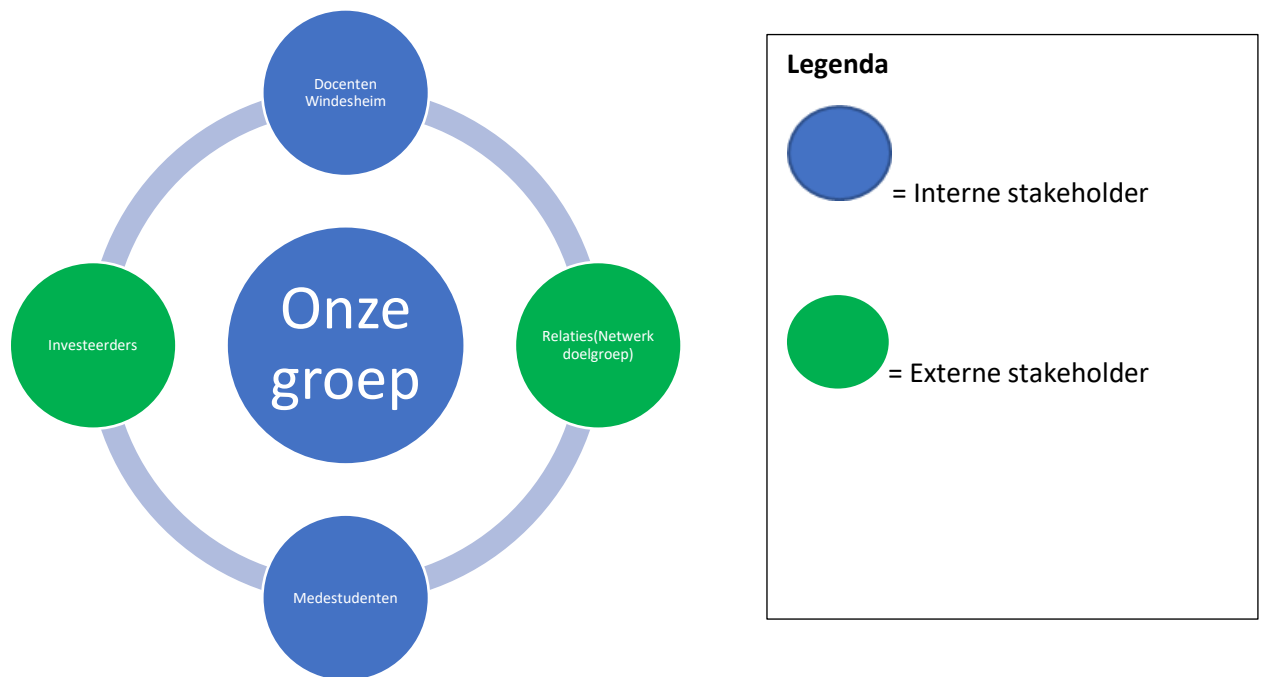 Docenten
Windesheim
Onze
groep
Investeerders
Relaties(Netwerk
doelgroep)
Medestudenten
Legenda
= Interne stakeholder
= Externe stakeholder